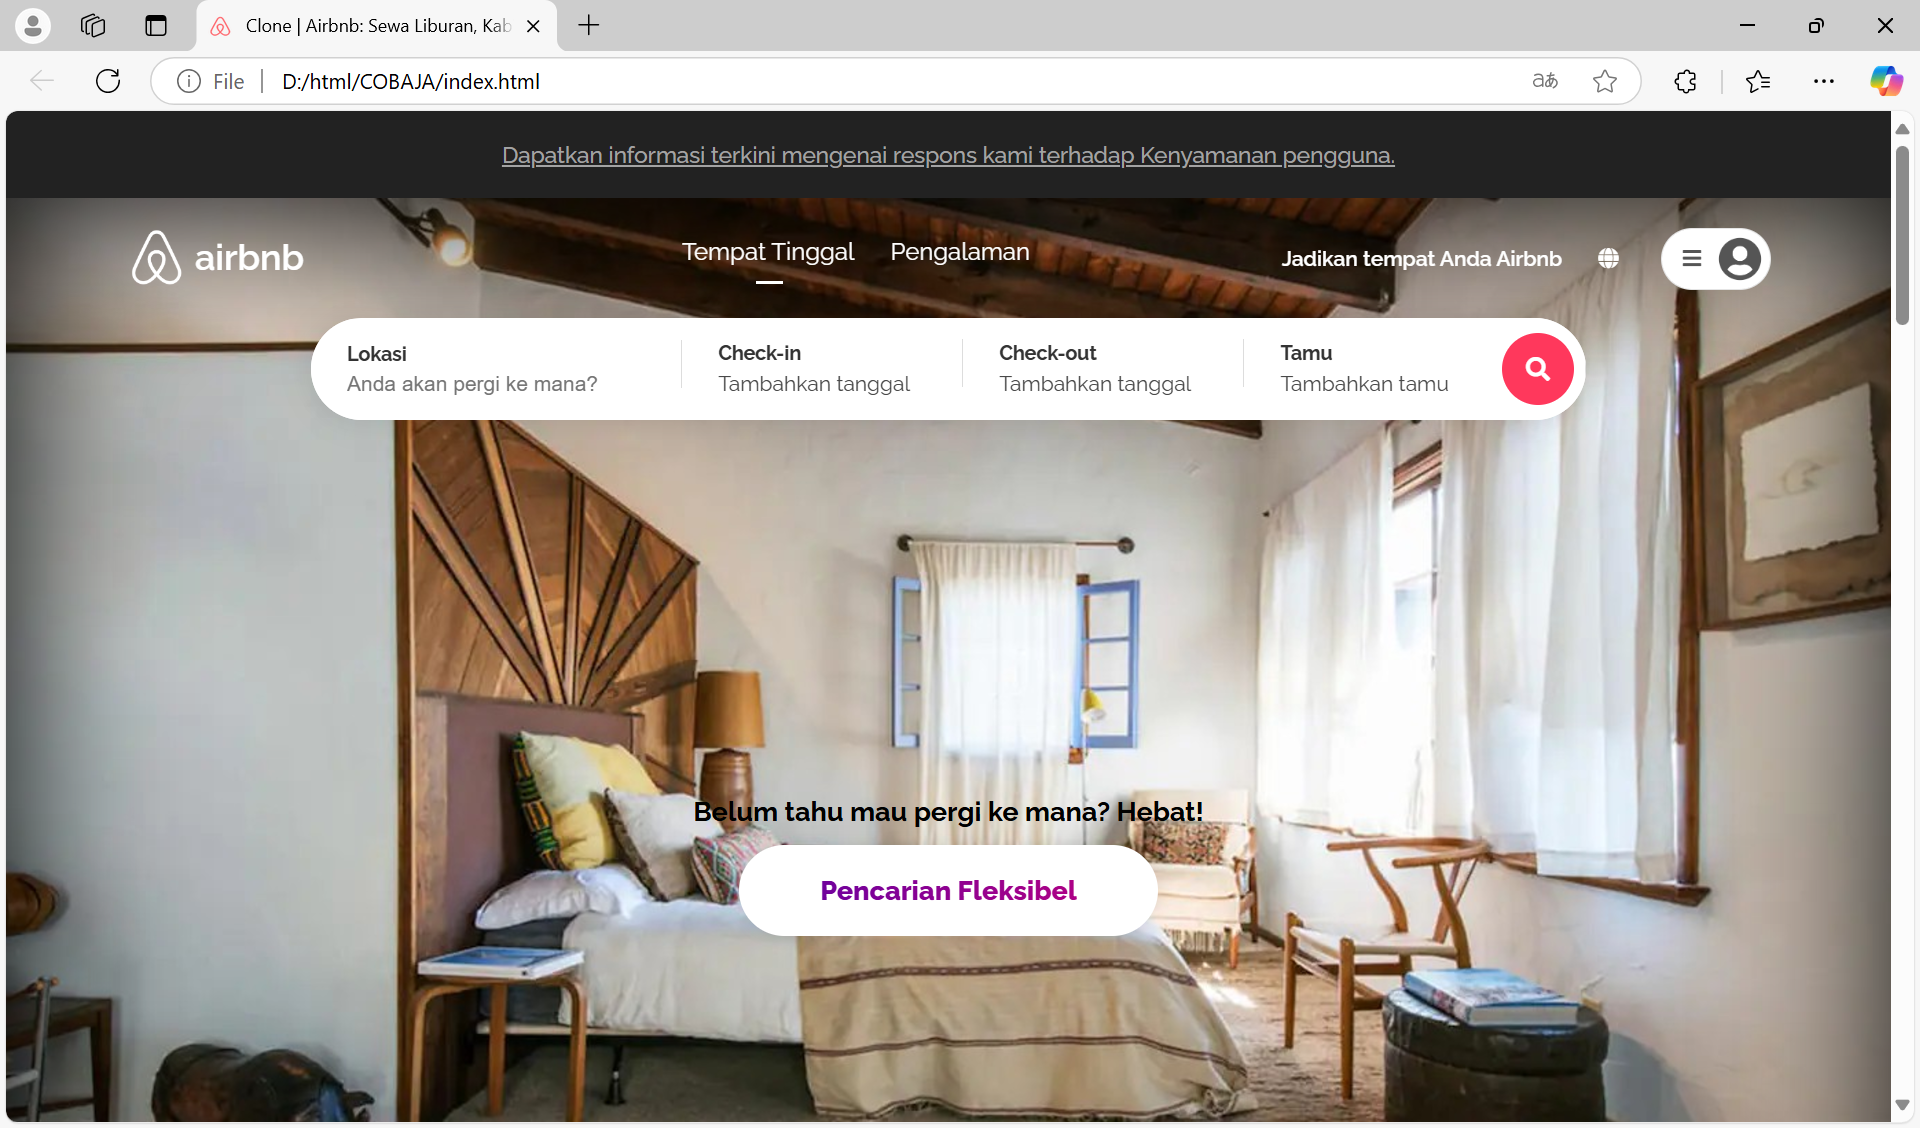 Clone | Airbnb: Sewa Liburan, Kab
File
D:/html/COBAJA/index.html
Dapatkan informasi terkini mengenai respons kami terhadap Kenyamanan pengguna.
airbnb
Tempat Tinggal
Pengalaman
Jadikan tempat Anda Airbnb
Lokasi
Anda akan pergi ke mana?
Check-in
Tambahkan tanggal
Check-out
Tambahkan tanggal
Tamu
Tambahkan tamu
Belum tahu mau pergi ke mana? Hebat!
Pencarian Fleksibel